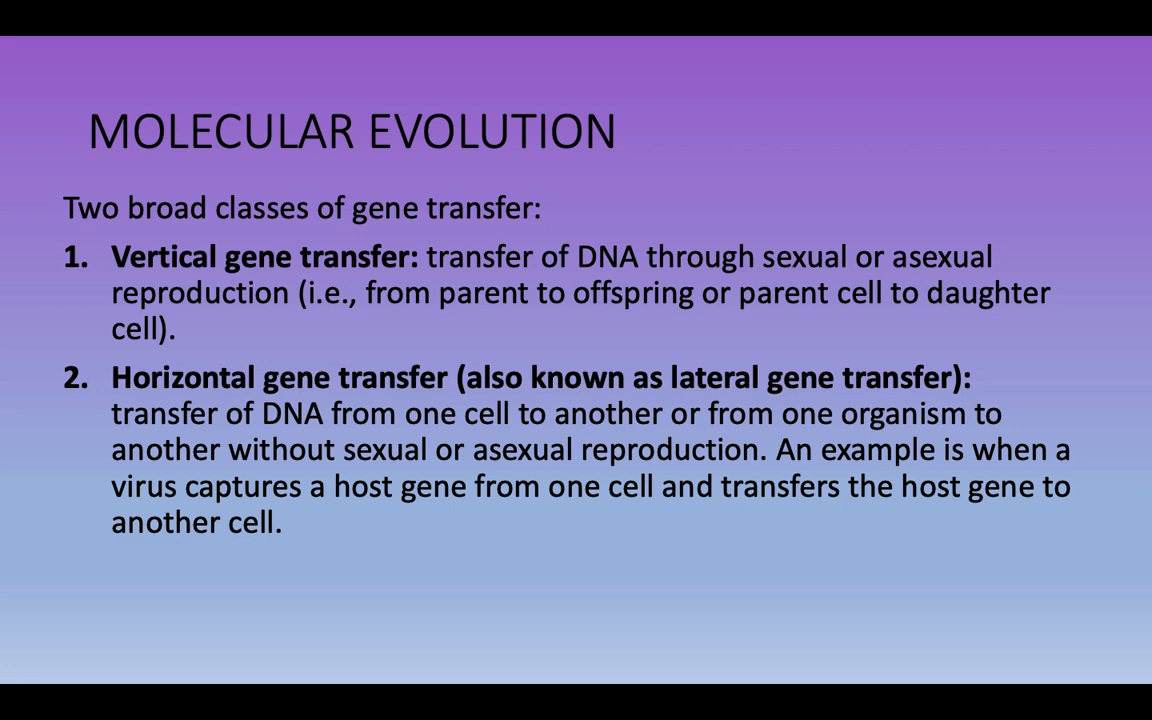 MOLECULAR EVOLUTION
Two broad classes of gene transfer:
1. Vertical gene transfer: transfer of DNA through sexual or asexual
reproduction (i.e., from parent to offspring or parent cell to daughter
cell).
2. Horizontal gene transfer (also known as lateral gene transfer):
transfer of DNA from one cell to another or from one organism to
another without sexual or asexual reproduction. An example is when a
virus captures a host gene from one cell and transfers the host gene to
another cell.